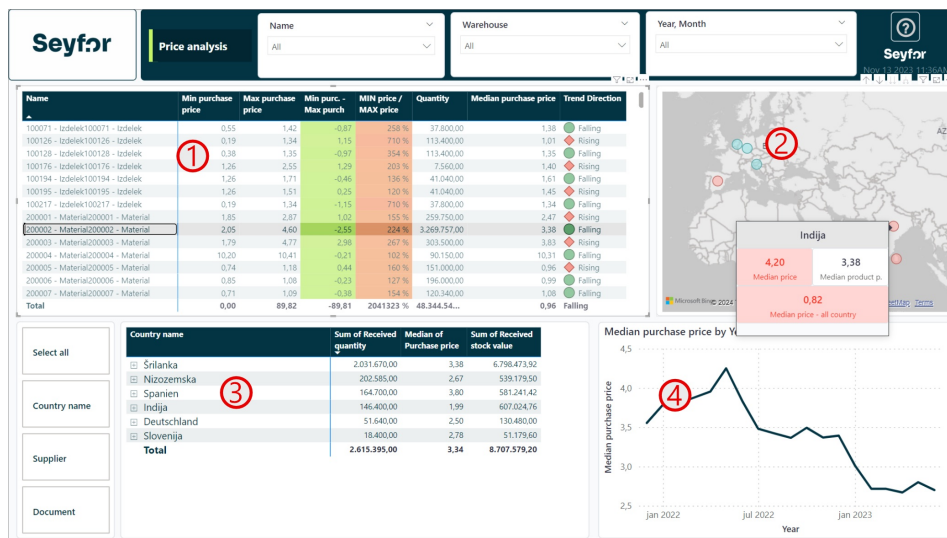 Seyfor
Price analysis
Name
All
Warehouse
All
Year, Month
All
?
Seyfor
Nov 13 2023 11:36AM
Name Min purchase price Max purchase price Min purc. - Max purch MIN price / MAX price Quantity Median purchase price Trend Direction
100071 - Izdelek100071 - Izdelek 0,55 1,42 -0,87 258 % 37.800,00 1,38 Falling
100126 - Izdelek100126 - Izdelek 0,19 1,34 1,15 710 % 113.400,00 1,01 Rising
100128 - Izdelek100128 - Izdelek 0,38 1,35 -0,97 354 % 113.400,00 1,35 Falling
100176 - Izdelek100176 - Izdelek 1,26 2,55 1,29 203 % 7.560,00 1,40 Rising
100194 - Izdelek100194 - Izdelek 1,26 1,71 -0,46 136 % 41.040,00 1,61 Falling
100195 - Izdelek100195 - Izdelek 1,26 1,51 0,25 120 % 41.040,00 1,45 Rising
100217 - Izdelek100217 - Izdelek 0,19 1,34 -1,15 710 % 37.800,00 1,34 Falling
200001 - Material200001 - Material 1,85 2,87 1,02 155 % 259.750,00 2,47 Rising
200002 - Material200002 - Material 2,05 4,60 -2,55 224 % 3.269.757,00 3,38 Falling
200003 - Material200003 - Material 1,79 4,77 2,98 267 % 303.500,00 3,83 Rising
200004 - Material200004 - Material 10,20 10,41 -0,21 102 % 90.150,00 10,31 Falling
200005 - Material200005 - Material 0,74 1,18 0,44 160 % 151.000,00 0,96 Rising
200006 - Material200006 - Material 0,85 1,08 -0,23 127 % 196.000,00 0,99 Falling
200007 - Material200007 - Material 0,71 1,09 -0,38 154 % 120.340,00 1,08 Falling
Total 0,00 89,82 -89,81 2041323 % 48.344.54... 0,96 Falling
1
2
AZ
Indija
4,20 3,38
Median price Median product p.
0,82
Median price - all country
Microsoft Bing
© 2024
Terms
Select all
Country name
Supplier
Document
Country name Sum of Received quantity Median of Purchase price Sum of Received stock value
Šrilanka 2.031.670,00 3,38 6.798.473,92
Nizozemska 202.585,00 2,67 539.179,50
Spanien 164.700,00 3,80 581.241,42
Indija 146.400,00 1,99 607.024,76
Deutschland 51.640,00 2,50 130.480,00
Slovenija 18.400,00 2,78 51.179,60
Total 2.615.395,00 3,34 8.707.579,20
3
Median purchase price by Ye
Median purchase price
4,5
4,0
3,5
3,0
2,5
4
jan 2022 jul 2022 jan 2023
Year